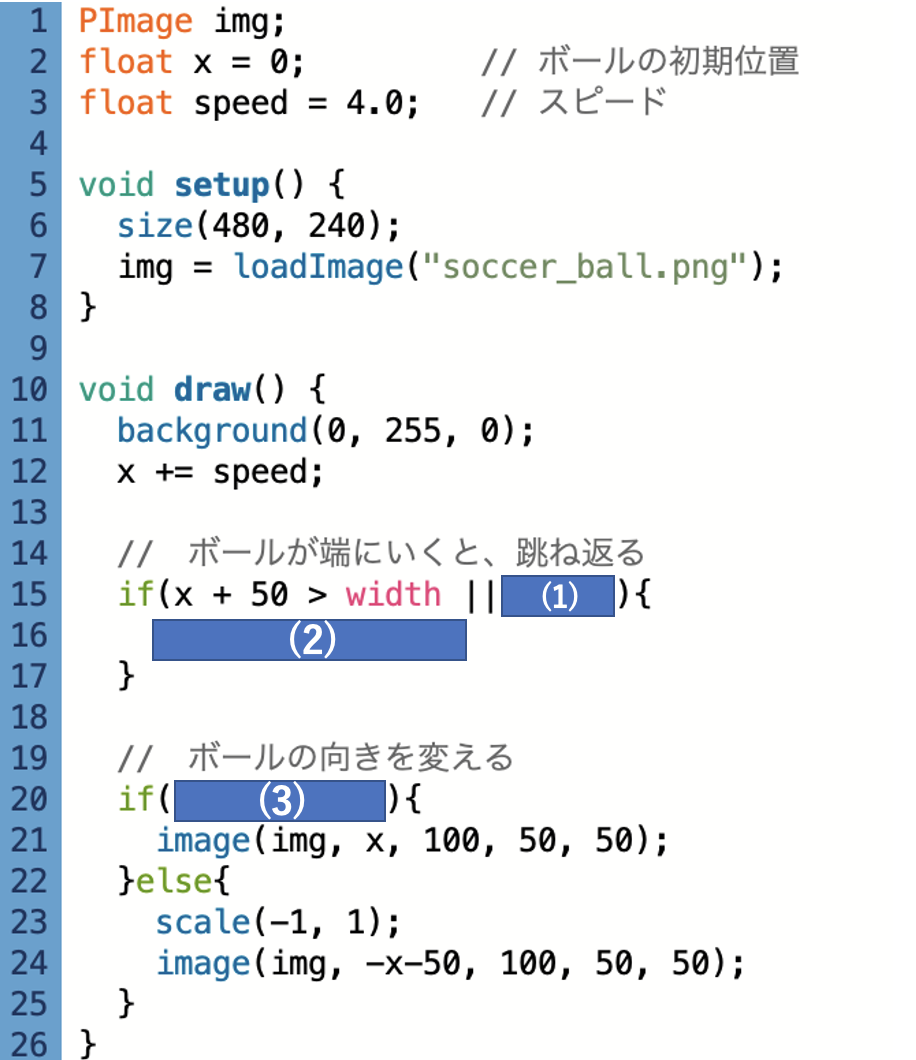 1 PImage img;
2 float x = 0; // ボールの初期位置
3 float speed = 4.0; // スピード
4
5 void setup() {
6 size(480, 240);
7 img = loadImage("soccer_ball.png");
8 }
9
10 void draw() {
11 background(0, 255, 0);
12 x += speed;
13
14 // ボールが端にいくと、跳ね返る
15 if(x + 50 > width || (1) ){
16 (2)
17 }
18
19 // ボールの向きを変える
20 if( (3) ){
21 image(img, x, 100, 50, 50);
22 }else{
23 scale(-1, 1);
24 image(img, -x-50, 100, 50, 50);
25 }
26 }